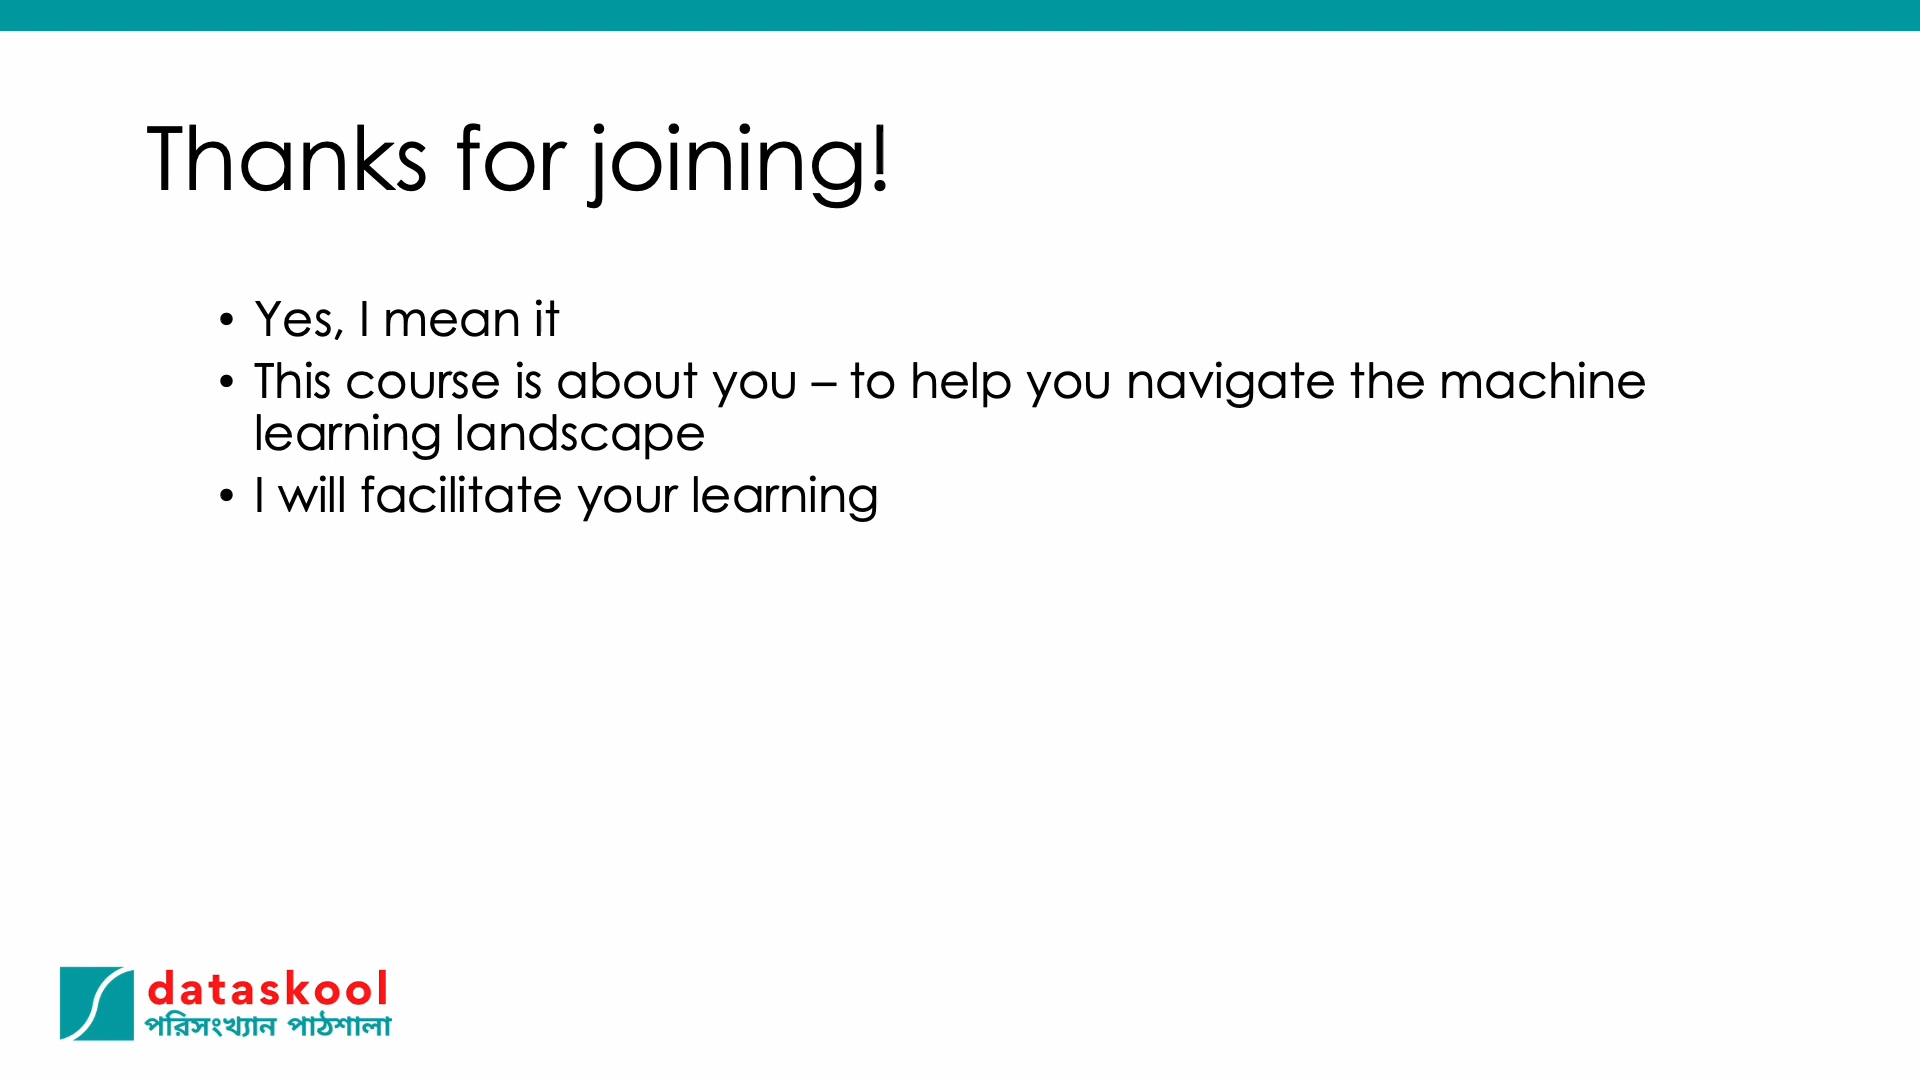 Thanks for joining!
• Yes, I mean it
• This course is about you – to help you navigate the machine
learning landscape
• I will facilitate your learning
dataskool
পরিসংখ্যান পাঠশালা